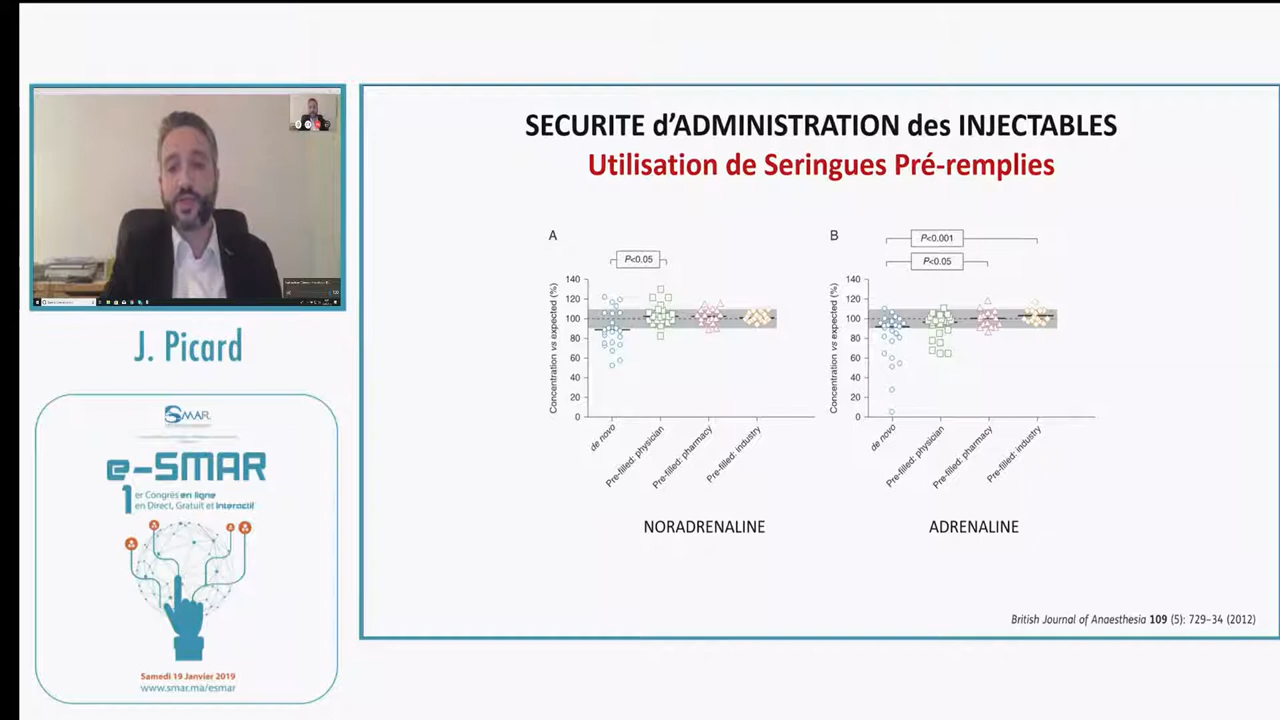 SECURITE d'ADMINISTRATION des INJECTABLES
Utilisation de Seringues Pré-remplies
A
P<0.05
Concentration vs expected (%)
140
120
100
80
60
40
20
0
de novo
Pre-filled: physician
Pre-filled: pharmacy
Pre-filled: industry
NORADRENALINE
B
P<0.001
P<0.05
Concentration vs expected (%)
140
120
100
80
60
40
20
0
de novo
Pre-filled: physician
Pre-filled: pharmacy
Pre-filled: industry
ADRENALINE
British Journal of Anaesthesia 109 (5): 729–34 (2012)
J. Picard
SMAR
e-SMAR
1er Congrès en ligne
en Direct, Gratuit et Interactif
Samedi 19 Janvier 2019
www.smar.ma/esmar